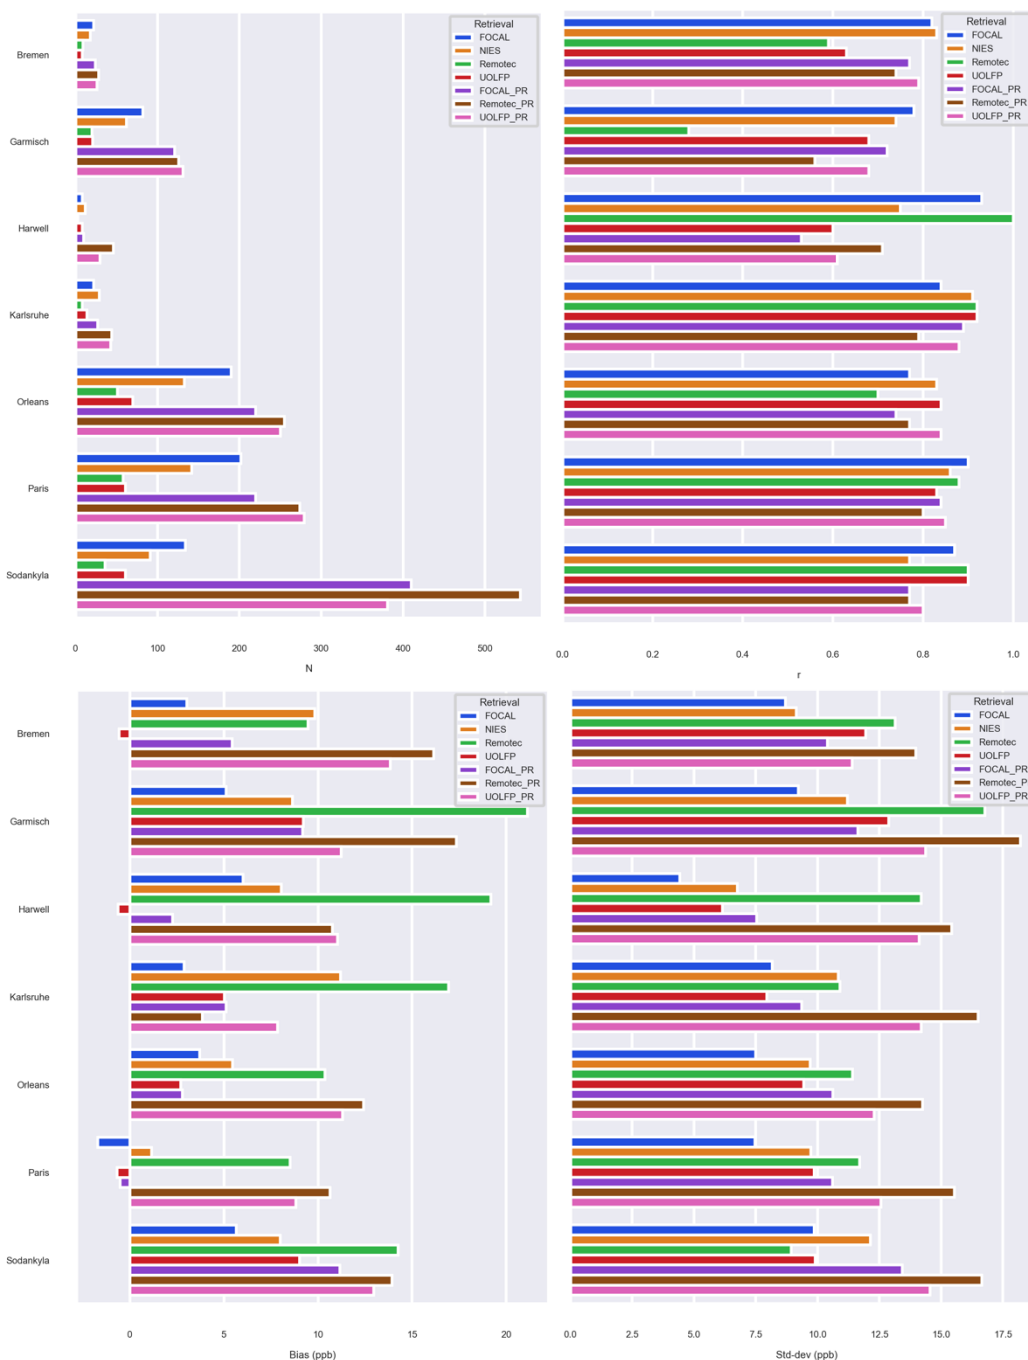 Retrieval
FOCAL
NIES
Remotec
UOLFP
FOCAL_PR
Remotec_PR
UOLFP_PR
Bremen
Garmisch
Harwell
Karlsruhe
Orleans
Paris
Sodankyla
0 100 200 300 400 500
N
Retrieval
FOCAL
NIES
Remotec
UOLFP
FOCAL_PR
Remotec_PR
UOLFP_PR
0.0 0.2 0.4 0.6 0.8 1.0
r
Retrieval
FOCAL
NIES
Remotec
UOLFP
FOCAL_PR
Remotec_PR
UOLFP_PR
Bremen
Garmisch
Harwell
Karlsruhe
Orleans
Paris
Sodankyla
0 5 10 15 20
Bias (ppb)
Retrieval
FOCAL
NIES
Remotec
UOLFP
FOCAL_PR
Remotec_PR
UOLFP_PR
0.0 2.5 5.0 7.5 10.0 12.5 15.0 17.5
Std-dev (ppb)